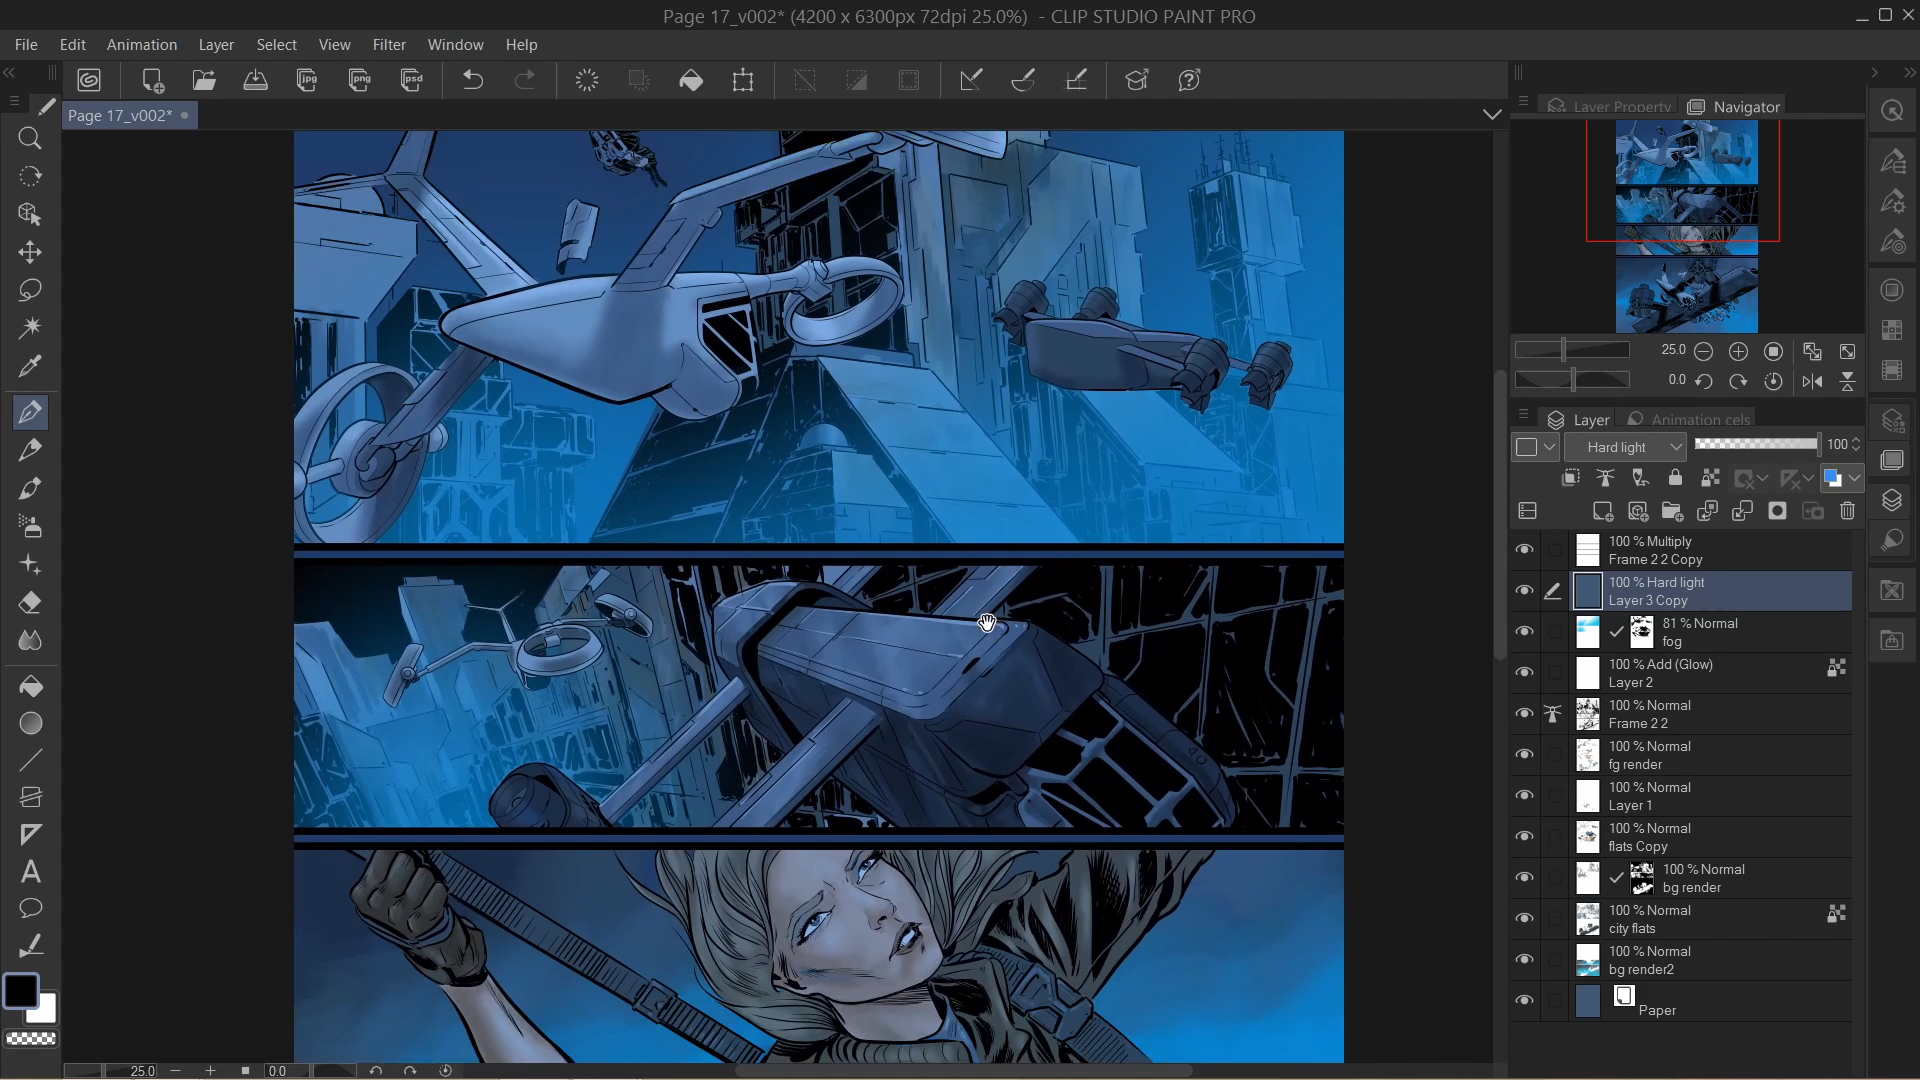 Page 17_v002* (4200 x 6300px 72dpi 25.0%) - CLIP STUDIO PAINT PRO
File Edit Animation Layer Select View Filter Window Help
jpg png psd
Page 17_v002*
Layer Property Navigator
25.0
0.0
Layer Animation cels
Hard light 100
100 % Multiply
Frame 2 2 Copy
100 % Hard light
Layer 3 Copy
81 % Normal
fog
100 % Add (Glow)
Layer 2
100 % Normal
Frame 2 2
100 % Normal
fg render
100 % Normal
Layer 1
100 % Normal
flats Copy
100 % Normal
bg render
100 % Normal
city flats
100 % Normal
bg render2
Paper
25.0 0.0